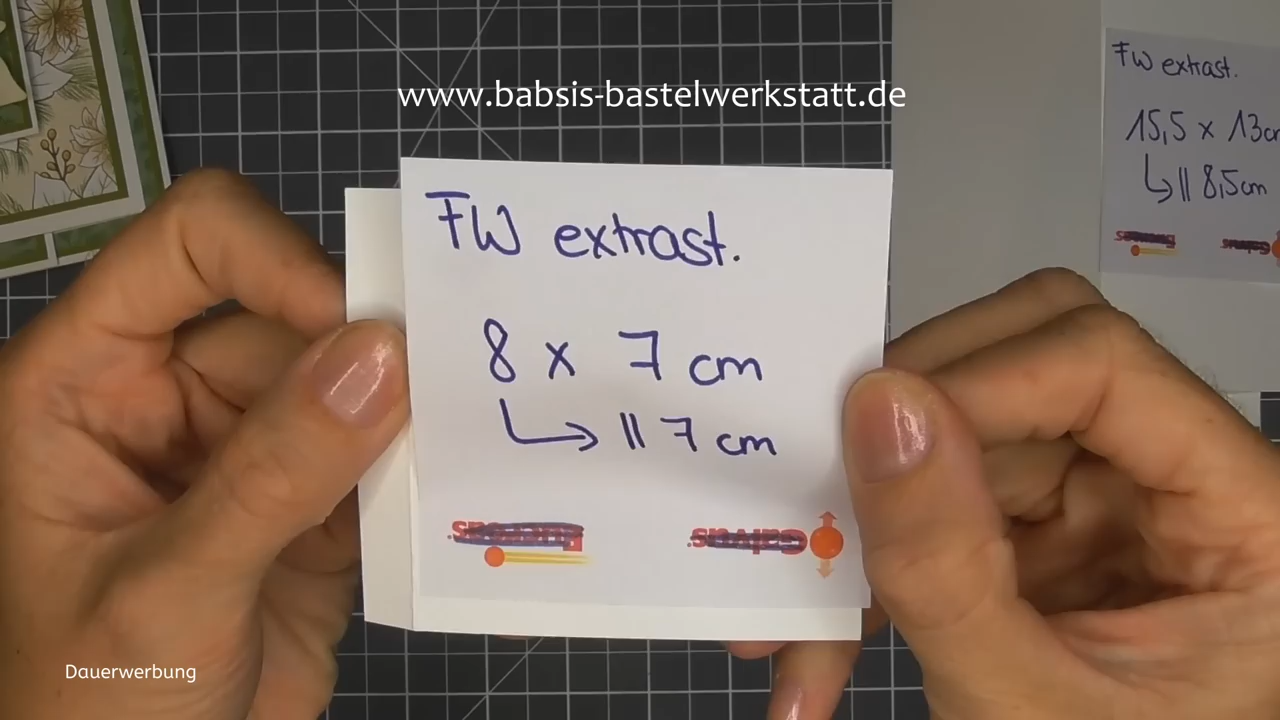 www.babsis-bastelwerkstatt.de
FW extrast.
8 x 7 cm
↳ || 7 cm
FW extrast.
15,5 x 13cm
↳ || 8,5cm
Dauerwerbung